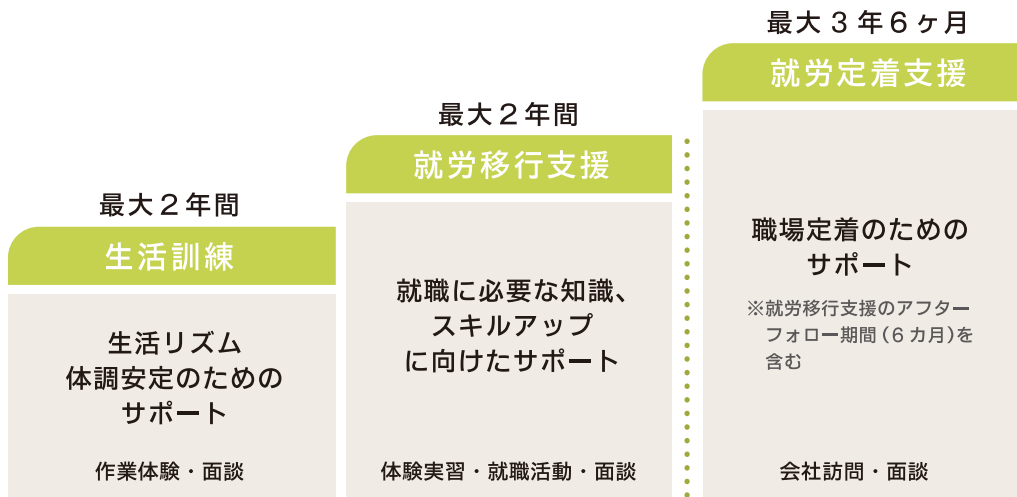 最大2年間
生活訓練
生活リズム
体調安定のための
サポート
作業体験・面談
最大2年間
就労移行支援
就職に必要な知識、
スキルアップ
に向けたサポート
体験実習・就職活動・面談
最大3年6ヶ月
就労定着支援
職場定着のための
サポート
※就労移行支援のアフター
フォロー期間(6カ月)を
含む
会社訪問・面談